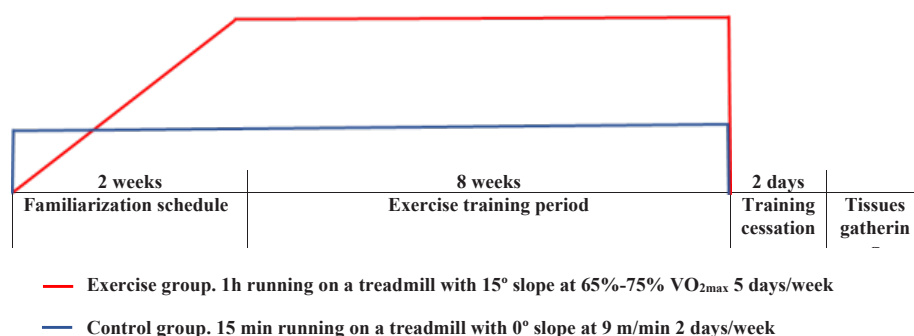 2 weeks 8 weeks 2 days
Familiarization schedule Exercise training period Training Tissues
cessation gatherin
Exercise group. 1h running on a treadmill with 15º slope at 65%-75% VO2max 5 days/week
Control group. 15 min running on a treadmill with 0º slope at 9 m/min 2 days/week